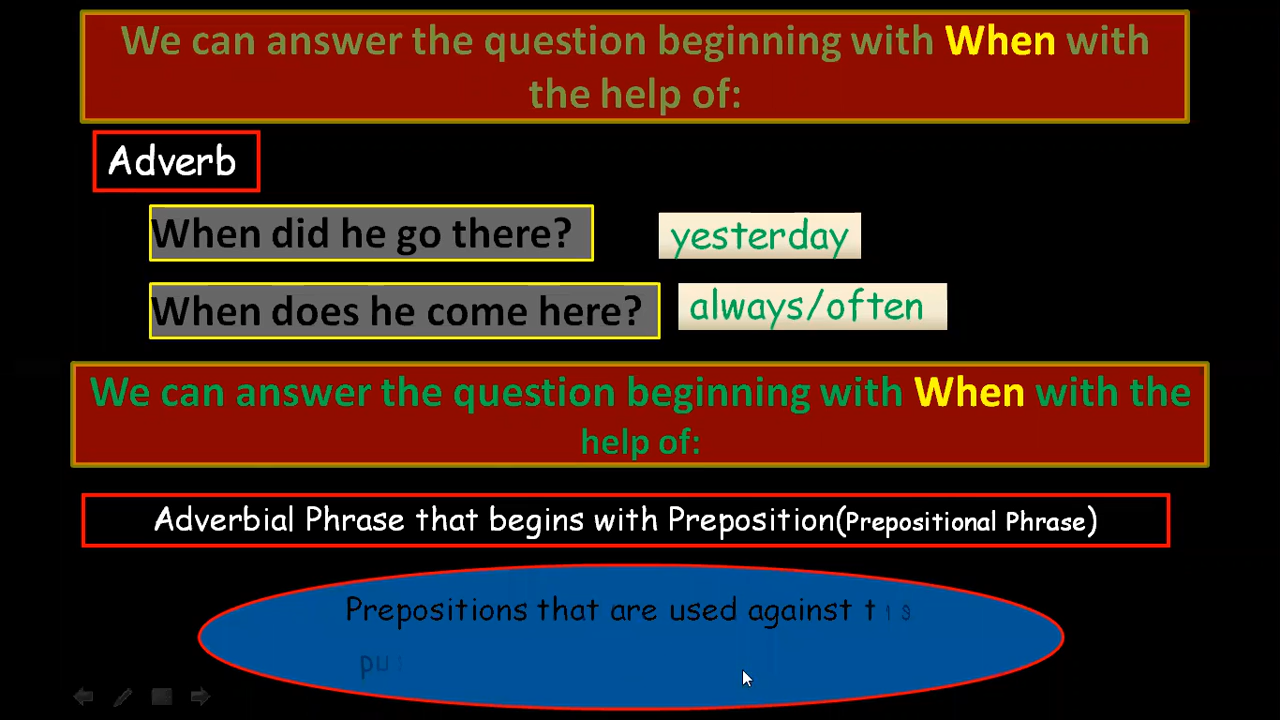 We can answer the question beginning with When with
the help of:
Adverb
When did he go there?
yesterday
When does he come here?
always/often
We can answer the question beginning with When with the
help of:
Adverbial Phrase that begins with Preposition(Prepositional Phrase)
Prepositions that are used against